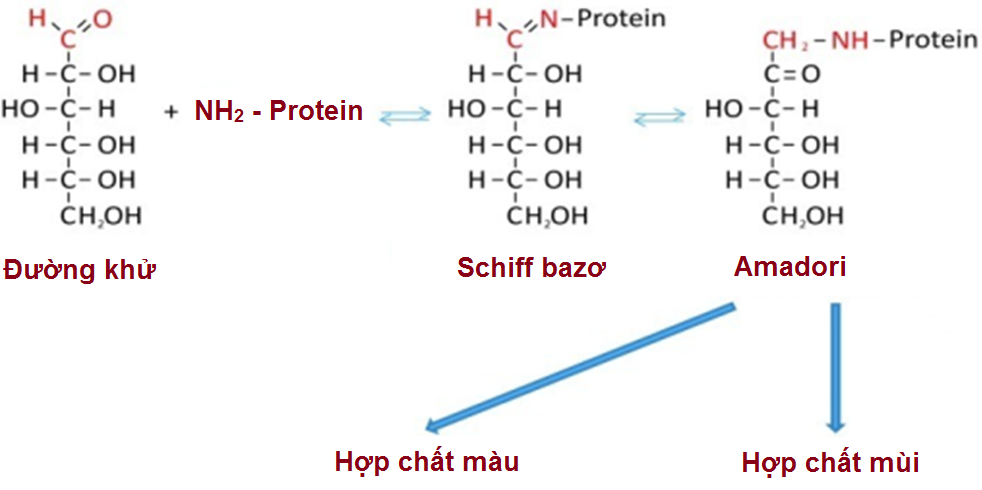 H O
C
H-C-OH
HO-C-H
H-C-OH
H-C-OH
CH₂OH
Đường khử
+ NH₂ - Protein
H N-Protein
C
H-C-OH
HO-C-H
H-C-OH
H-C-OH
CH₂OH
Schiff bazơ
CH₂-NH-Protein
C=O
HO-C-H
H-C-OH
H-C-OH
CH₂OH
Amadori
Hợp chất màu
Hợp chất mùi